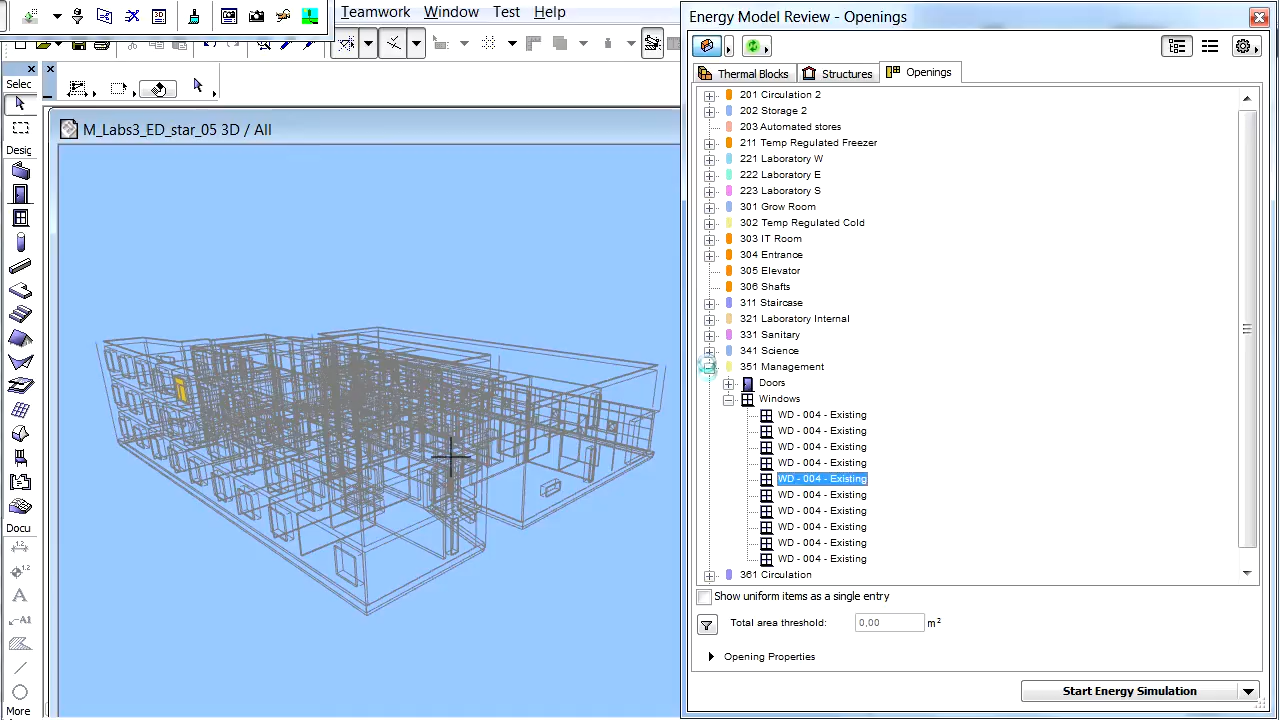 Teamwork Window Test Help
Energy Model Review - Openings
Selec
Desig
Docu
More
M_Labs3_ED_star_05 3D / All
Thermal Blocks Structures Openings
201 Circulation 2
202 Storage 2
203 Automated stores
211 Temp Regulated Freezer
221 Laboratory W
222 Laboratory E
223 Laboratory S
301 Grow Room
302 Temp Regulated Cold
303 IT Room
304 Entrance
305 Elevator
306 Shafts
311 Staircase
321 Laboratory Internal
331 Sanitary
341 Science
351 Management
Doors
Windows
WD - 004 - Existing
WD - 004 - Existing
WD - 004 - Existing
WD - 004 - Existing
WD - 004 - Existing
WD - 004 - Existing
WD - 004 - Existing
WD - 004 - Existing
WD - 004 - Existing
WD - 004 - Existing
361 Circulation
Show uniform items as a single entry
Total area threshold: 0,00 m²
Opening Properties
Start Energy Simulation